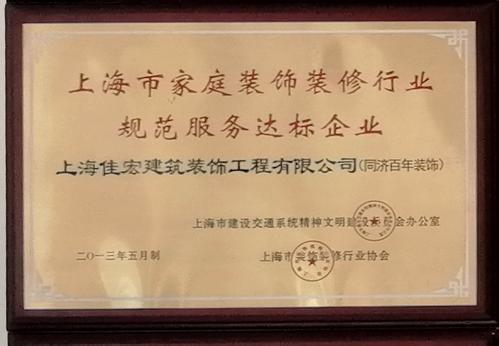 上海市家庭装饰装修行业
规范服务达标企业
上海佳宏建筑装饰工程有限公司(同济百年装饰)
上海市建设交通系统精神文明建设委员会办公室
二〇一三年五月制
上海市装饰装修行业协会